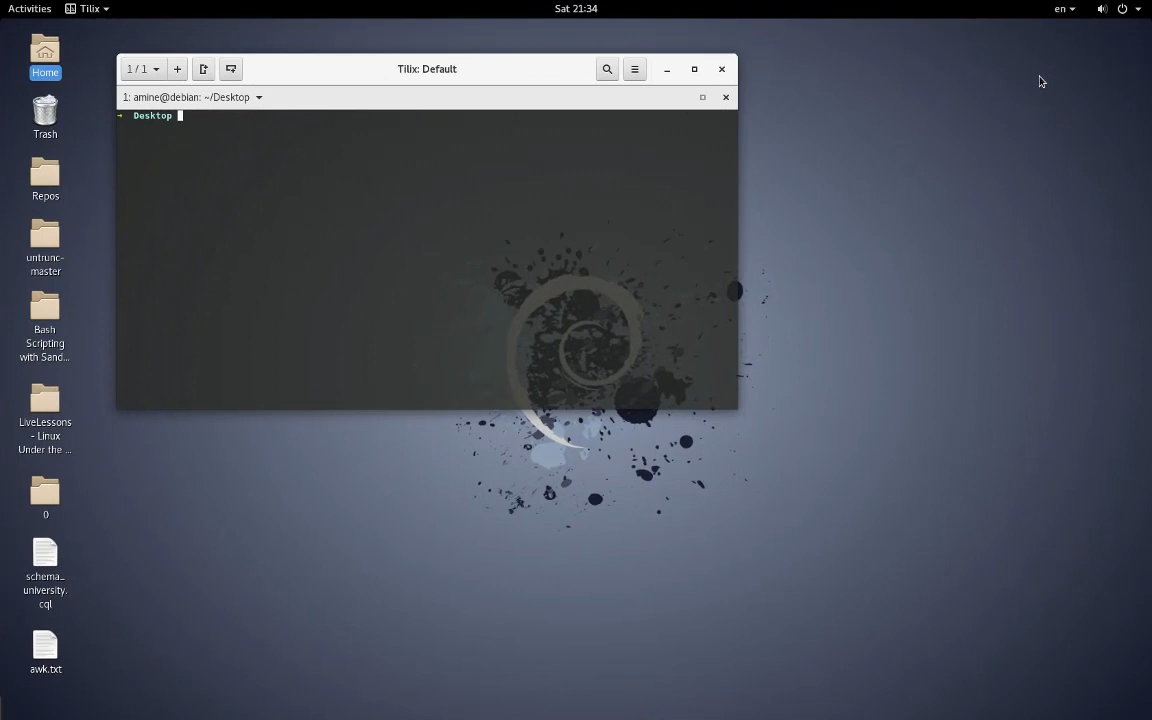 Activities Tilix Sat 21:34 en
1 / 1 Tilix: Default
1: amine@debian: ~/Desktop
→ Desktop
Home
Trash
Repos
untrunc-
master
Bash
Scripting
with Sand...
LiveLessons
- Linux
Under the ...
0
schema_
university.
cql
awk.txt